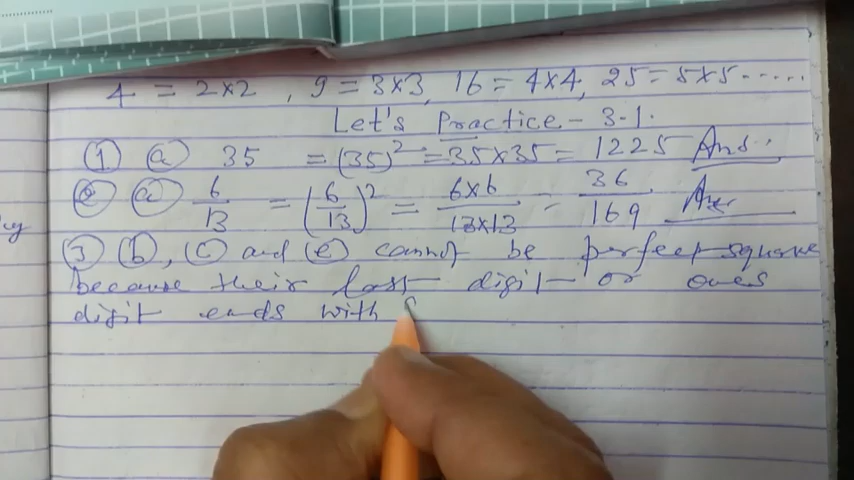 4 = 2×2 , 9 = 3×3, 16 = 4×4, 25 = 5×5 ......
Let's Practice - 3.1.
① ⓐ 35 = (35)² = 35×35 = 1225 Ans.
ⓐ 6/13 = (6/13)² = 6×6/13×13 = 36/169 Ans
③ ⓑ, ⓒ and ⓔ cannot be perfect square
because their last digit or ones
digit ends with